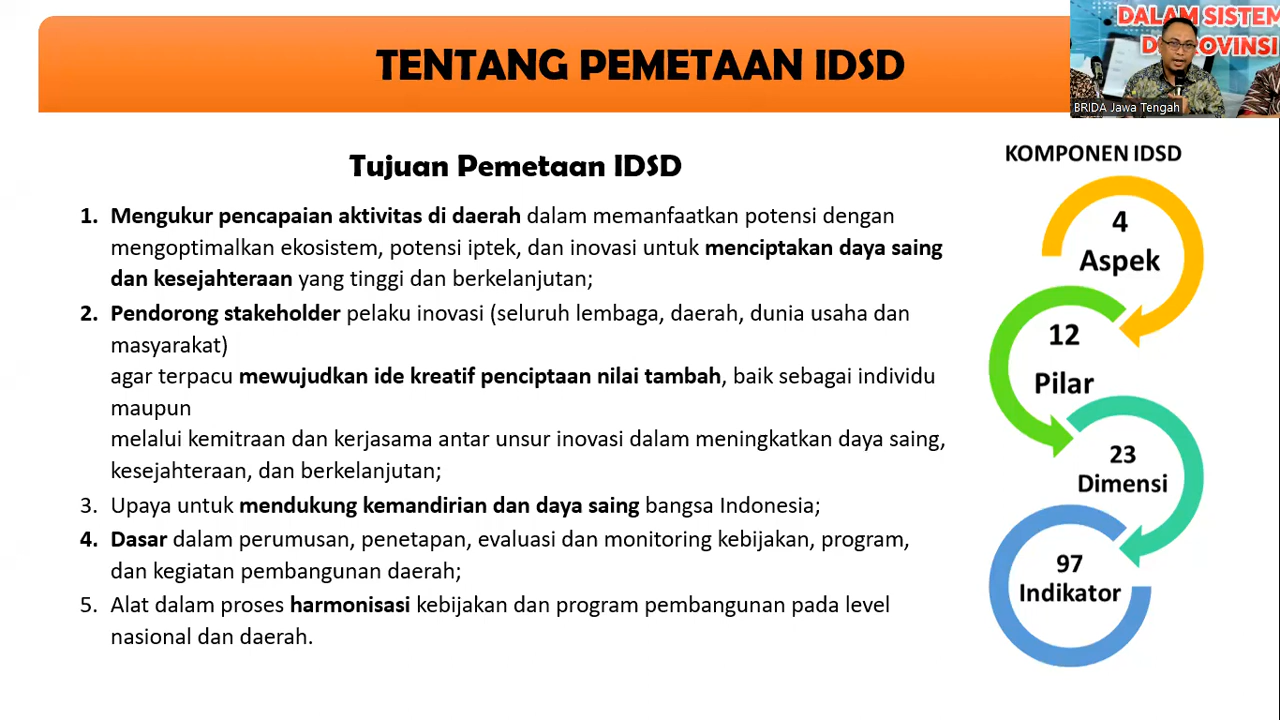 TENTANG PEMETAAN IDSD
DALAM SISTEM
BRIDA Jawa Tengah
Tujuan Pemetaan IDSD
1. Mengukur pencapaian aktivitas di daerah dalam memanfaatkan potensi dengan
mengoptimalkan ekosistem, potensi iptek, dan inovasi untuk menciptakan daya saing
dan kesejahteraan yang tinggi dan berkelanjutan;
2. Pendorong stakeholder pelaku inovasi (seluruh lembaga, daerah, dunia usaha dan
masyarakat)
agar terpacu mewujudkan ide kreatif penciptaan nilai tambah, baik sebagai individu
maupun
melalui kemitraan dan kerjasama antar unsur inovasi dalam meningkatkan daya saing,
kesejahteraan, dan berkelanjutan;
3. Upaya untuk mendukung kemandirian dan daya saing bangsa Indonesia;
4. Dasar dalam perumusan, penetapan, evaluasi dan monitoring kebijakan, program,
dan kegiatan pembangunan daerah;
5. Alat dalam proses harmonisasi kebijakan dan program pembangunan pada level
nasional dan daerah.
KOMPONEN IDSD
4
Aspek
12
Pilar
23
Dimensi
97
Indikator